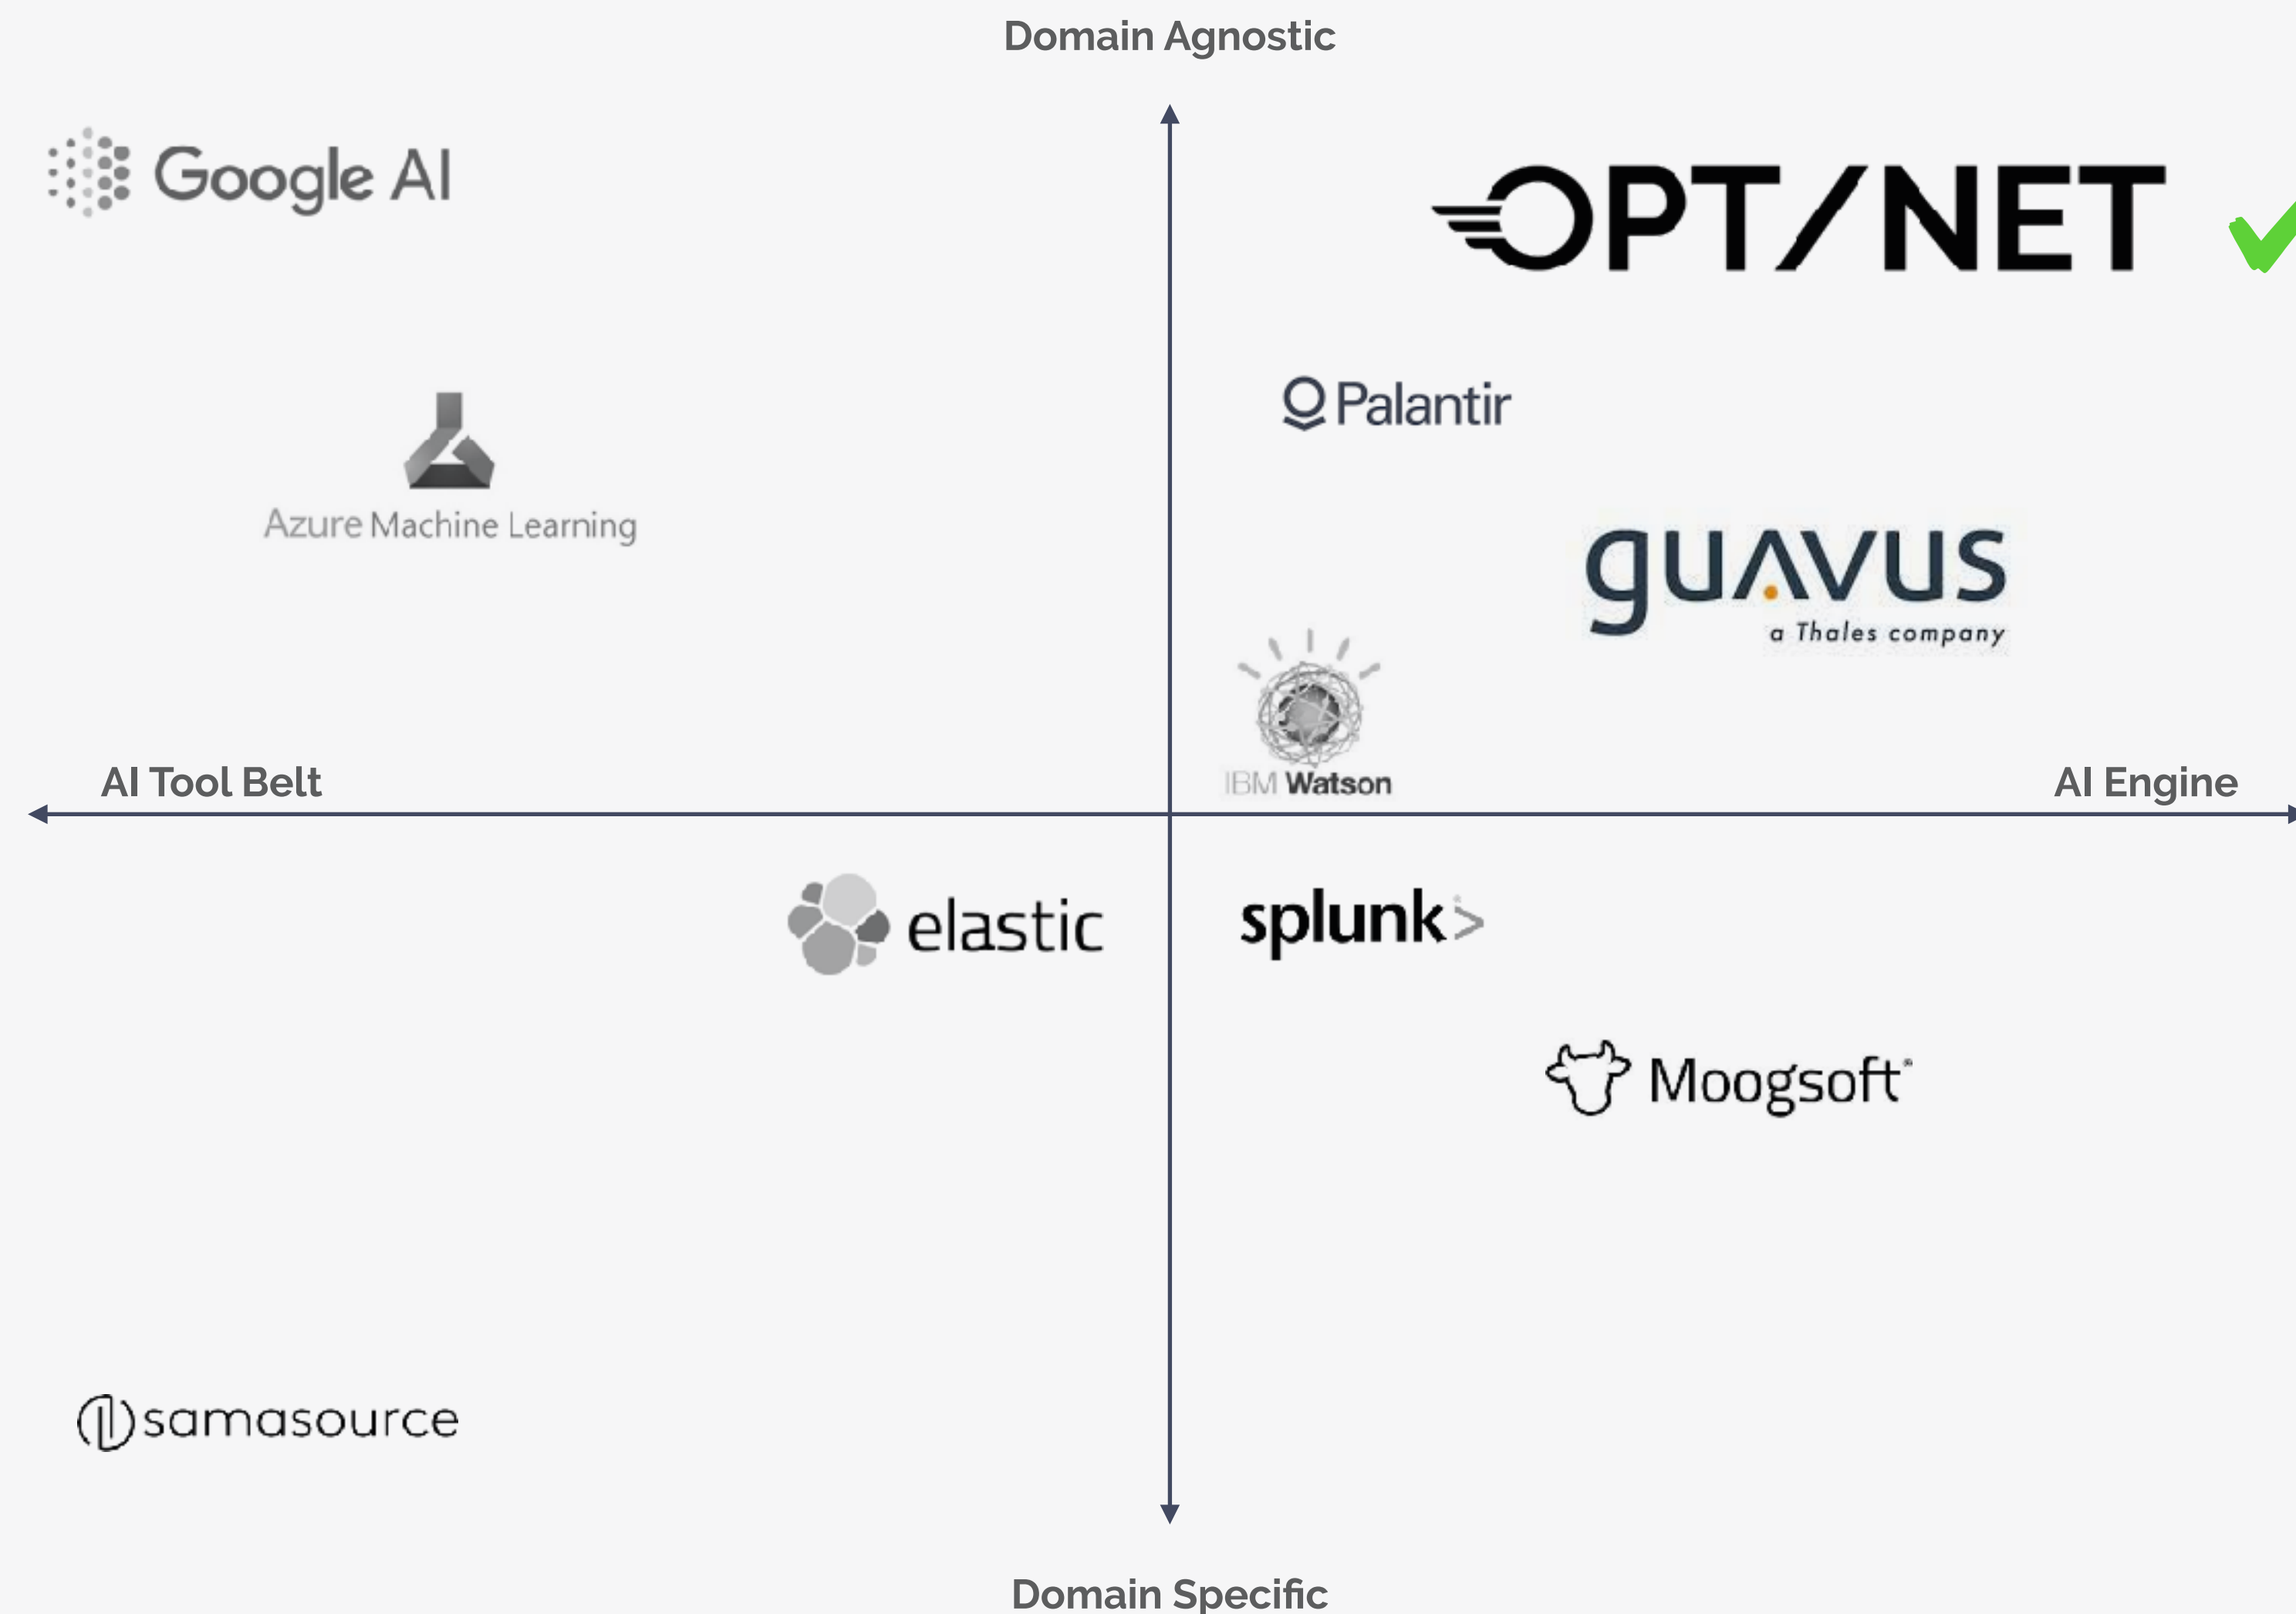 Domain Agnostic
Google AI
OPT/NET
Palantir
Azure Machine Learning
guavus
a Thales company
IBM Watson
AI Tool Belt
AI Engine
elastic
splunk>
Moogsoft
samasource
Domain Specific